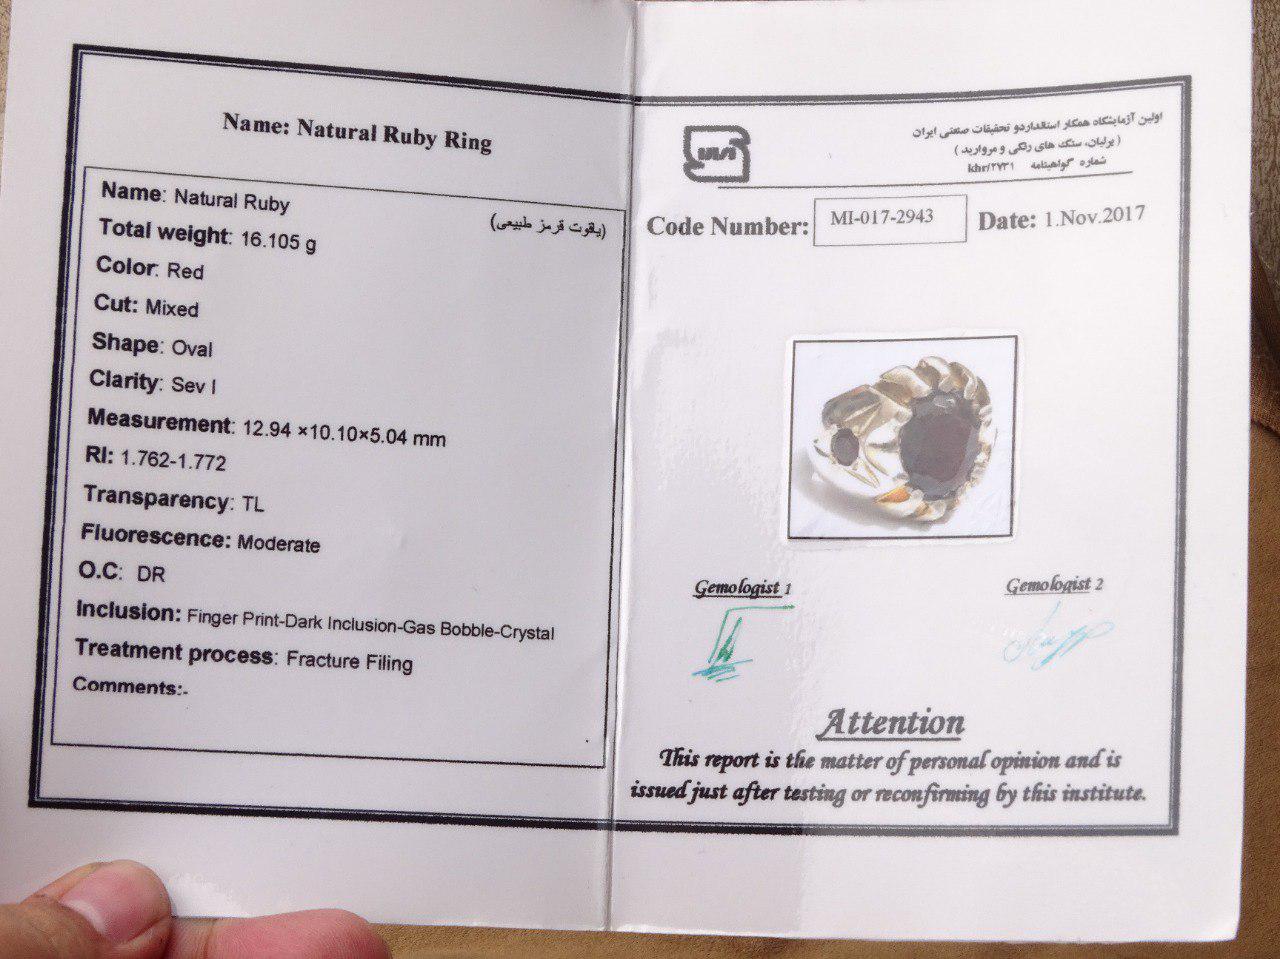 Name: Natural Ruby Ring
Name: Natural Ruby
(یاقوت قرمز طبیعی)
Total weight: 16.105 g
Color: Red
Cut: Mixed
Shape: Oval
Clarity: Sev I
Measurement: 12.94 ×10.10×5.04 mm
RI: 1.762-1.772
Transparency: TL
Fluorescence: Moderate
O.C: DR
Inclusion: Finger Print-Dark Inclusion-Gas Bobble-Crystal
Treatment process: Fracture Filing
Comments:-
اولین آزمایشگاه همکار استانداردو تحقیقات صنعتی ایران
( برلیان، سنگ های رنگی و مروارید )
شماره گواهینامه khr/۲۷۳۱
Code Number: MI-017-2943 Date: 1.Nov.2017
Gemologist 1
Gemologist 2
Attention
This report is the matter of personal opinion and is
issued just after testing or reconfirming by this institute.